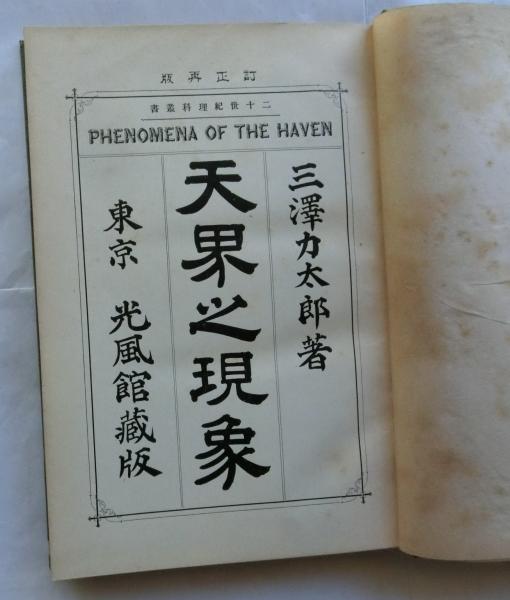 訂正再版
二十世紀理科叢書
PHENOMENA OF THE HAVEN
三澤力太郎著
天界之現象
東京 光風館藏版